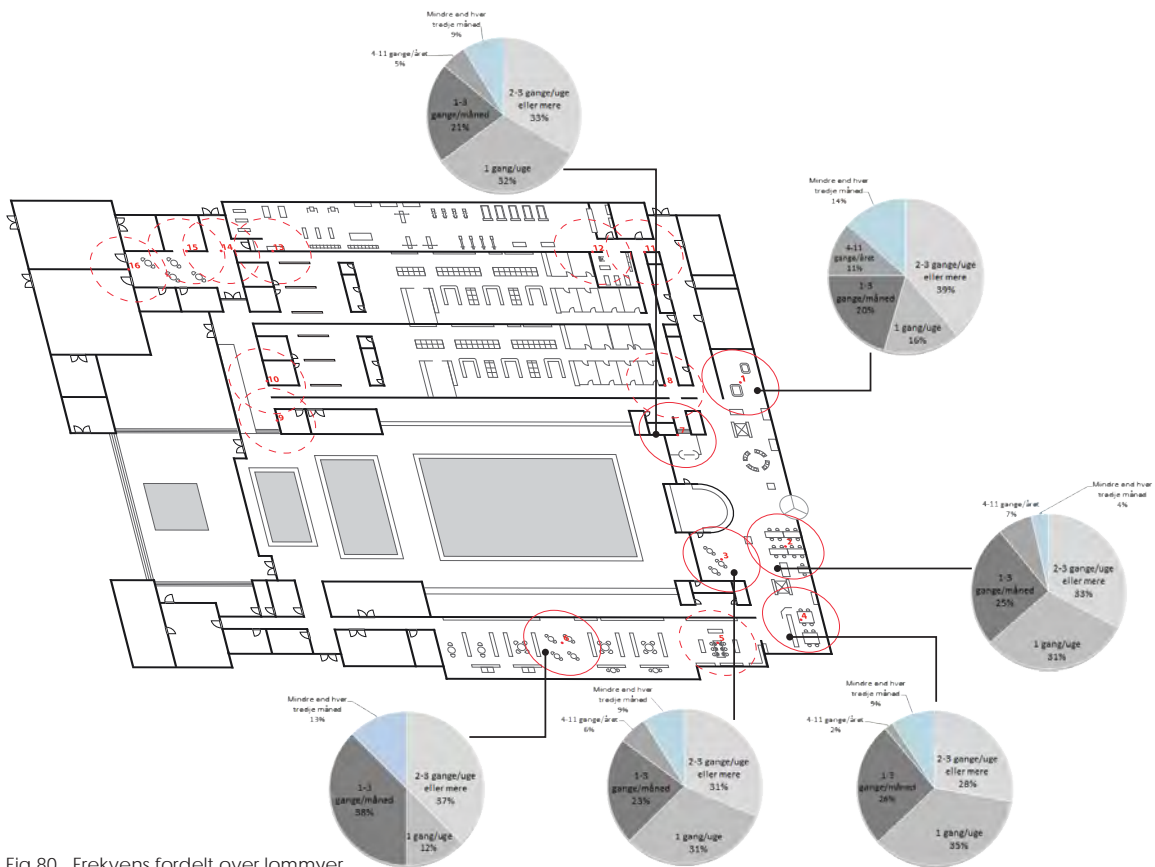 Mindre end hver
tredje måned
9%
4-11 gange/året
5%
1-3
gange/måned
21%
2-3 gange/uge
eller mere
33%
1 gang/uge
32%
Mindre end hver
tredje måned
14%
4-11
gange/året
11%
1-3
gange/måned
20%
2-3 gange/uge
eller mere
39%
1 gang/uge
16%
16
15
14
13
12
11
10
9
8
7
1
2
3
4
5
6
Mindre end hver
tredje måned
4%
4-11 gange/året
7%
1-3
gange/måned
25%
2-3 gange/uge
eller mere
33%
1 gang/uge
31%
Mindre end hver
tredje måned
13%
1-3
gange/måned
38%
2-3 gange/uge
eller mere
37%
1 gang/uge
12%
Mindre end hver
tredje måned
9%
4-11 gange/året
6%
1-3
gange/måned
23%
2-3 gange/uge
eller mere
31%
1 gang/uge
31%
Mindre end hver
tredje måned
9%
4-11 gange/året
2%
1-3
gange/måned
26%
2-3 gange/uge
eller mere
28%
1 gang/uge
35%
Fig 80 Frekvens fordelt over lommyer